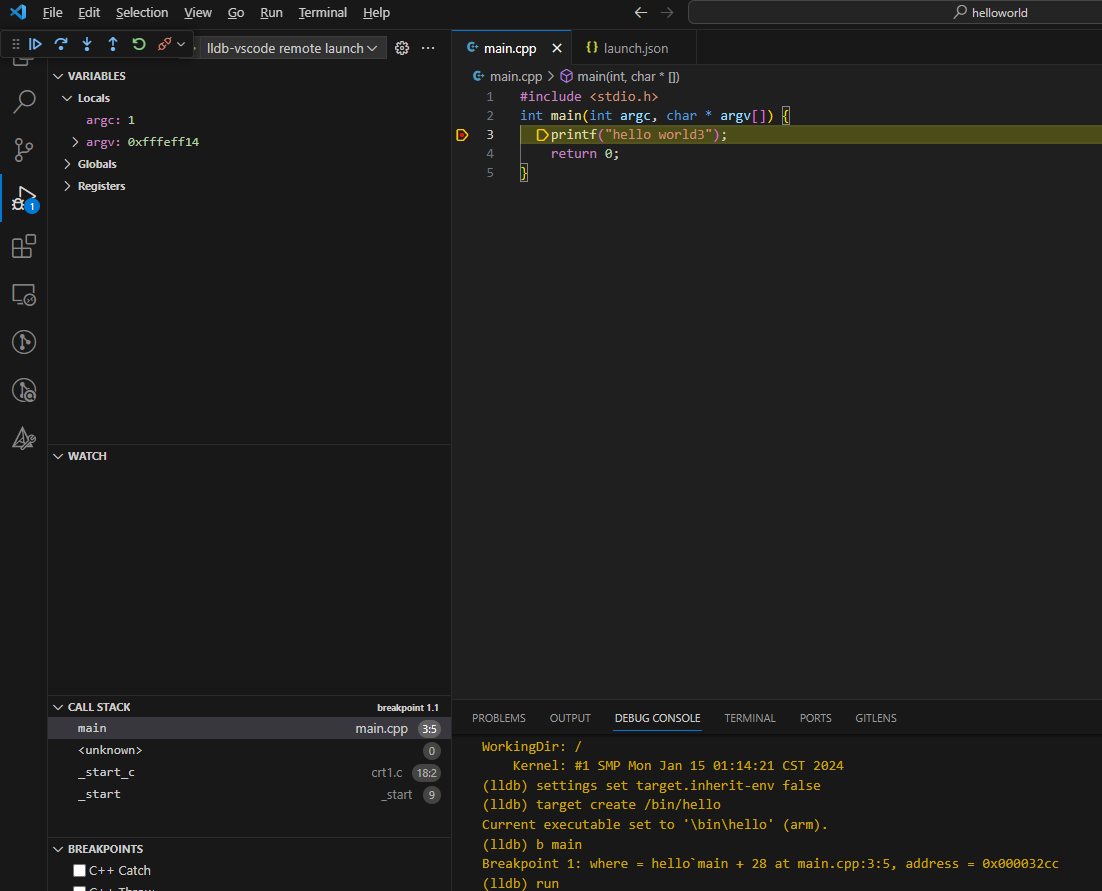 File Edit Selection View Go Run Terminal Help
helloworld
lldb-vscode remote launch
VARIABLES
Locals
argc: 1
argv: 0xfffeff14
Globals
Registers
1
WATCH
CALL STACK breakpoint 1.1
main main.cpp 3:5
<unknown> 0
_start_c crt1.c 18:2
_start _start 9
BREAKPOINTS
C++ Catch
C++ Throw
main.cpp launch.json
main.cpp > main(int, char * [])
1 #include <stdio.h>
2 int main(int argc, char * argv[]) {
3 printf("hello world3");
4 return 0;
5 }
PROBLEMS OUTPUT DEBUG CONSOLE TERMINAL PORTS GITLENS
WorkingDir: /
Kernel: #1 SMP Mon Jan 15 01:14:21 CST 2024
(lldb) settings set target.inherit-env false
(lldb) target create /bin/hello
Current executable set to '\bin\hello' (arm).
(lldb) b main
Breakpoint 1: where = hello`main + 28 at main.cpp:3:5, address = 0x000032cc
(lldb) run